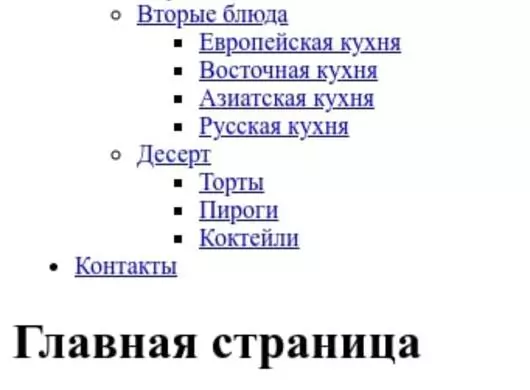 Вторые блюда
Европейская кухня
Восточная кухня
Азиатская кухня
Русская кухня
Десерт
Торты
Пироги
Коктейли
Контакты
Главная страница